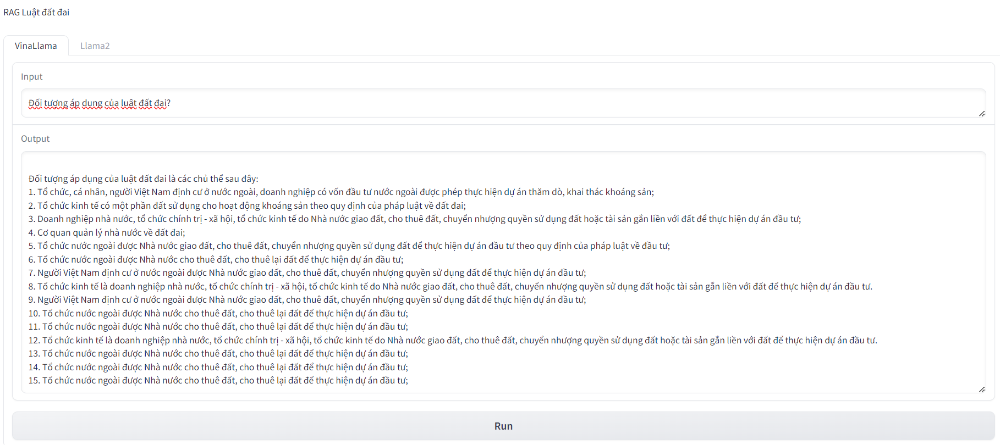 RAG Luật đất đai
VinaLlama
Llama2
Input
Đối tượng áp dụng của luật đất đai?
Output
Đối tượng áp dụng của luật đất đai là các chủ thể sau đây:
1. Tổ chức, cá nhân, người Việt Nam định cư ở nước ngoài, doanh nghiệp có vốn đầu tư nước ngoài được phép thực hiện dự án thăm dò, khai thác khoáng sản;
2. Tổ chức kinh tế có một phần đất sử dụng cho hoạt động khoáng sản theo quy định của pháp luật về đất đai;
3. Doanh nghiệp nhà nước, tổ chức chính trị - xã hội, tổ chức kinh tế do Nhà nước giao đất, cho thuê đất, chuyển nhượng quyền sử dụng đất hoặc tài sản gắn liền với đất để thực hiện dự án đầu tư;
4. Cơ quan quản lý nhà nước về đất đai;
5. Tổ chức nước ngoài được Nhà nước giao đất, cho thuê đất, chuyển nhượng quyền sử dụng đất để thực hiện dự án đầu tư theo quy định của pháp luật về đầu tư;
6. Tổ chức nước ngoài được Nhà nước cho thuê đất, cho thuê lại đất để thực hiện dự án đầu tư;
7. Người Việt Nam định cư ở nước ngoài được Nhà nước giao đất, cho thuê đất, chuyển nhượng quyền sử dụng đất để thực hiện dự án đầu tư;
8. Tổ chức kinh tế là doanh nghiệp nhà nước, tổ chức chính trị - xã hội, tổ chức kinh tế do Nhà nước giao đất, cho thuê đất, chuyển nhượng quyền sử dụng đất hoặc tài sản gắn liền với đất để thực hiện dự án đầu tư.
9. Người Việt Nam định cư ở nước ngoài được Nhà nước giao đất, cho thuê đất, chuyển nhượng quyền sử dụng đất để thực hiện dự án đầu tư;
10. Tổ chức nước ngoài được Nhà nước cho thuê đất, cho thuê lại đất để thực hiện dự án đầu tư;
11. Tổ chức nước ngoài được Nhà nước cho thuê đất, cho thuê lại đất để thực hiện dự án đầu tư;
12. Tổ chức kinh tế là doanh nghiệp nhà nước, tổ chức chính trị - xã hội, tổ chức kinh tế do Nhà nước giao đất, cho thuê đất, chuyển nhượng quyền sử dụng đất hoặc tài sản gắn liền với đất để thực hiện dự án đầu tư.
13. Tổ chức nước ngoài được Nhà nước cho thuê đất, cho thuê lại đất để thực hiện dự án đầu tư;
14. Tổ chức nước ngoài được Nhà nước cho thuê đất, cho thuê lại đất để thực hiện dự án đầu tư;
15. Tổ chức nước ngoài được Nhà nước cho thuê đất, cho thuê lại đất để thực hiện dự án đầu tư;
Run